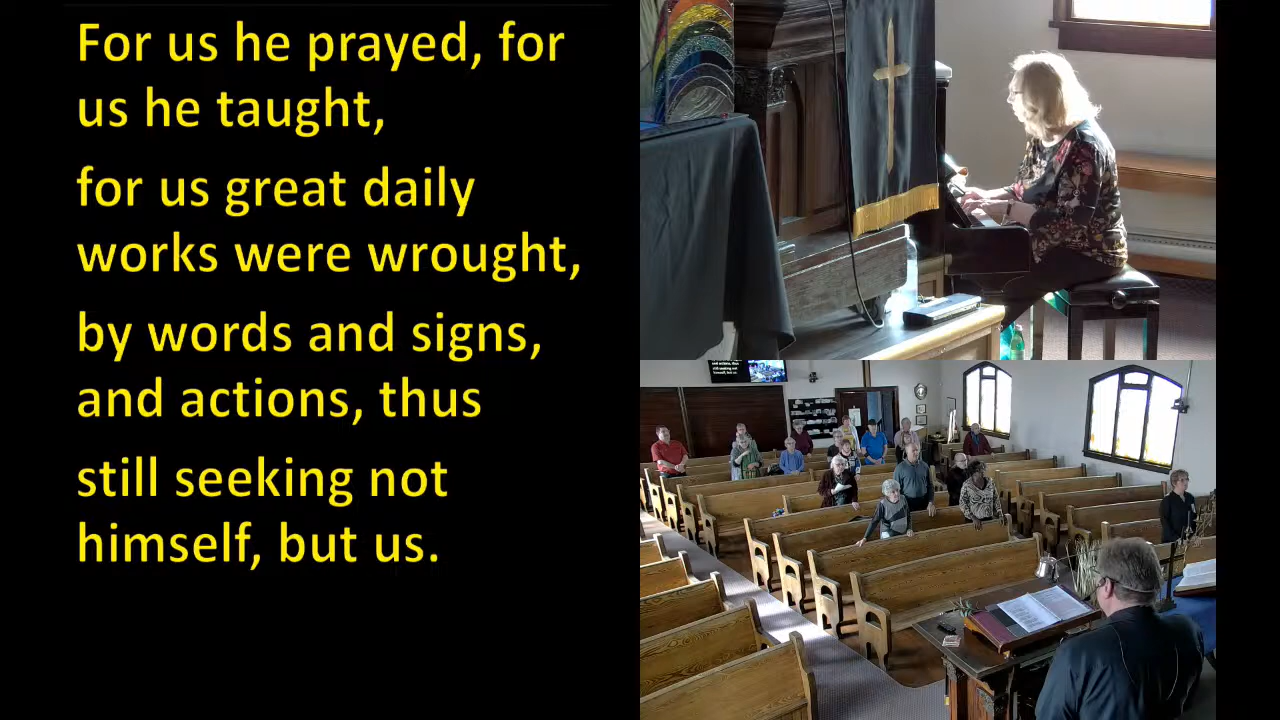 For us he prayed, for
us he taught,
for us great daily
works were wrought,
by words and signs,
and actions, thus
still seeking not
himself, but us.